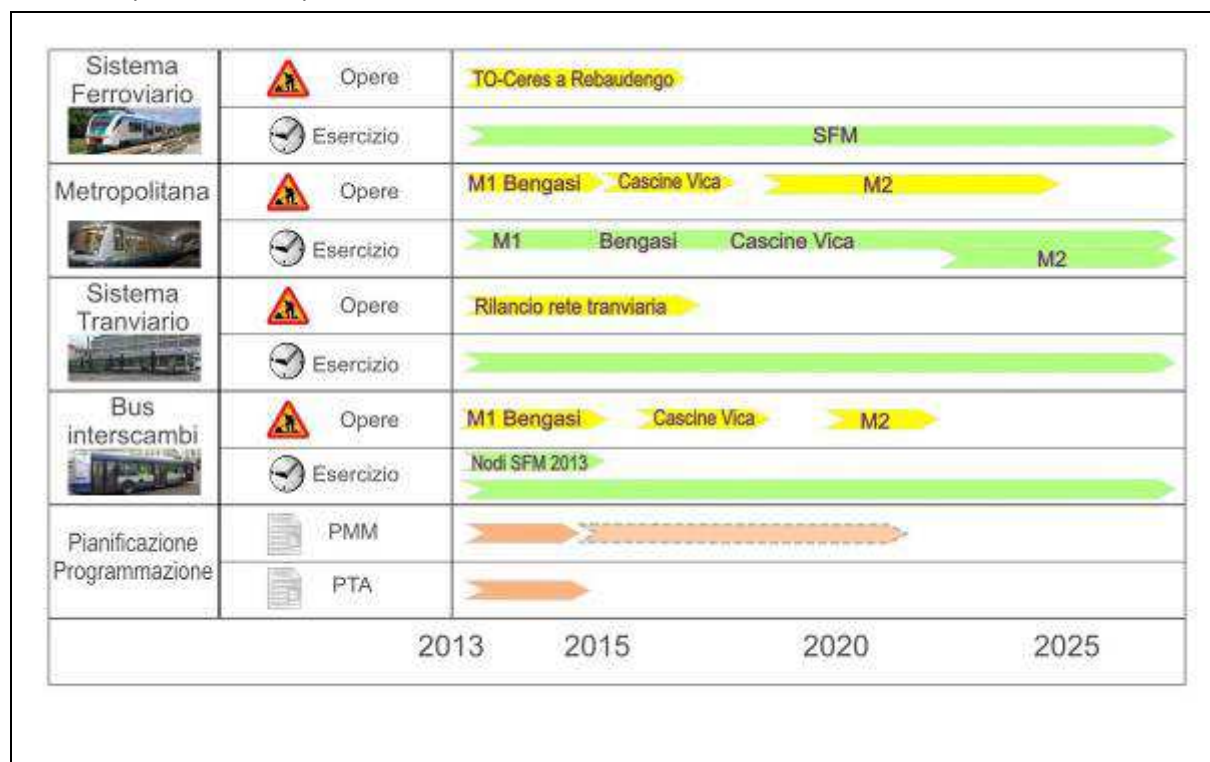 Sistema
Ferroviario
Opere
TO-Ceres a Rebaudengo
Esercizio
SFM
Metropolitana
Opere
M1 Bengasi
Cascine Vica
M2
Esercizio
M1
Bengasi
Cascine Vica
M2
Sistema
Tranviario
Opere
Rilancio rete tranviaria
Esercizio
Bus
interscambi
Opere
M1 Bengasi
Cascine Vica
M2
Esercizio
Nodi SFM 2013
Pianificazione
Programmazione
PMM
PTA
2013
2015
2020
2025